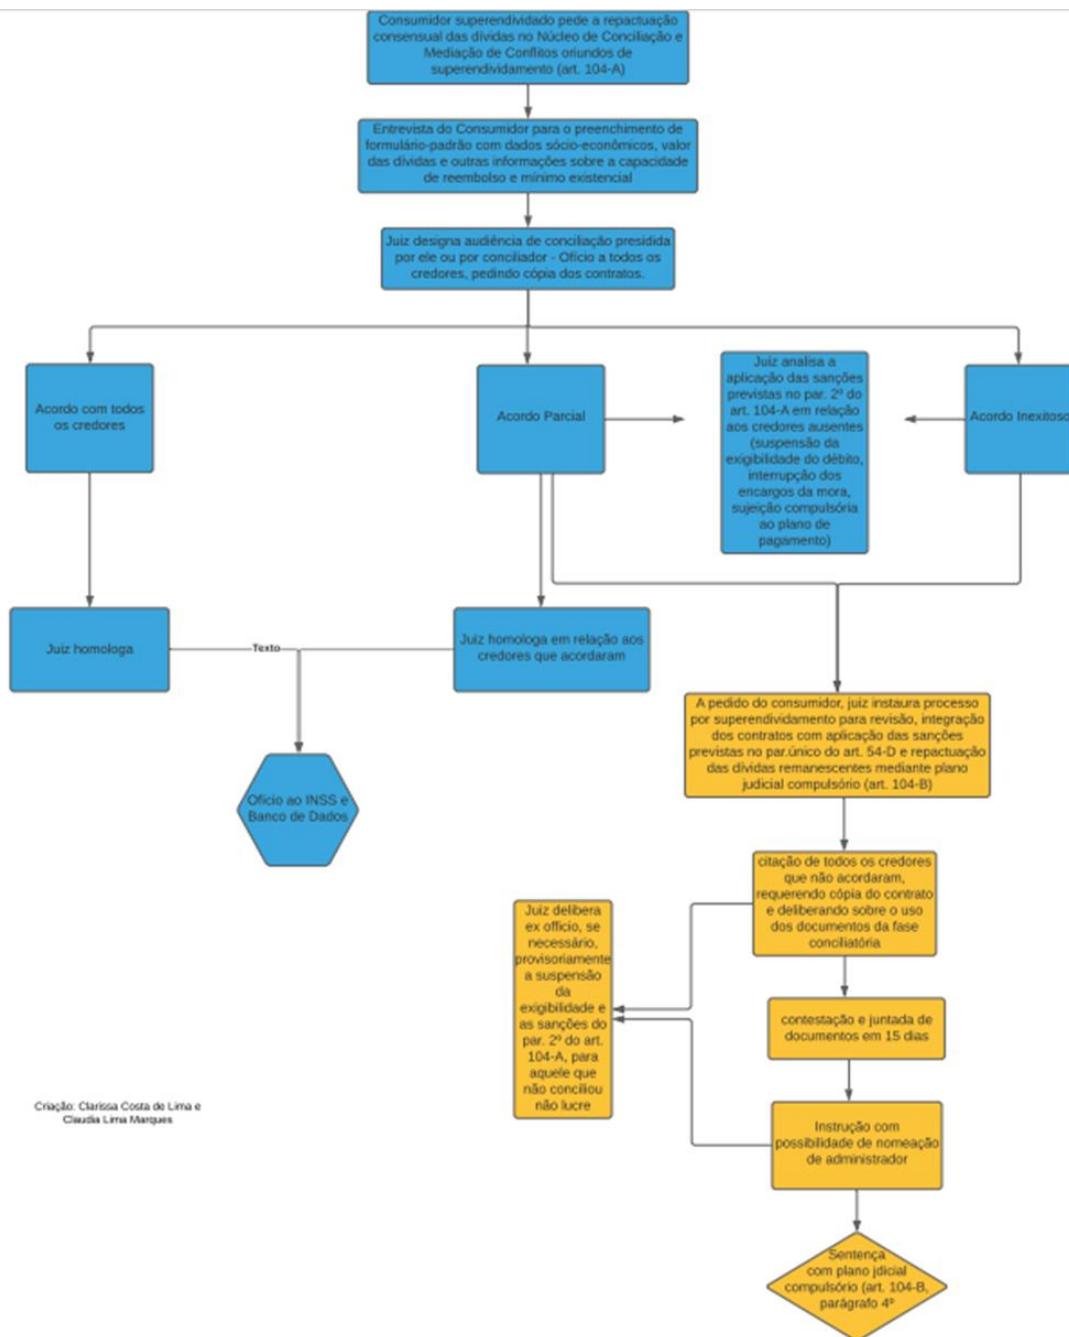 Consumidor superendividado pede a repactuação
consensual das dívidas no Núcleo de Conciliação e
Mediação de Conflitos oriundos de
superendividamento (art. 104-A)
Entrevista do Consumidor para o preenchimento de
formulário-padrão com dados sócio-econômicos, valor
das dívidas e outras informações sobre a capacidade
de reembolso e mínimo existencial
Juiz designa audiência de conciliação presidida
por ele ou por conciliador - Ofício a todos os
credores, pedindo cópia dos contratos.
Acordo com todos
os credores
Acordo Parcial
Juiz analisa a
aplicação das sanções
previstas no par. 2º do
art. 104-A em relação
aos credores ausentes
(suspensão da
exigibilidade do débito,
interrupção dos
encargos da mora,
sujeição compulsória
ao plano de
pagamento)
Acordo Inexitoso
Juiz homologa
Texto
Juiz homologa em relação aos
credores que acordaram
Ofício ao INSS e
Banco de Dados
A pedido do consumidor, juiz instaura processo
por superendividamento para revisão, integração
dos contratos com aplicação das sanções
previstas no par.único do art. 54-D e repactuação
das dívidas remanescentes mediante plano
judicial compulsório (art. 104-B)
citação de todos os credores
que não acordaram,
requerendo cópia do contrato
e deliberando sobre o uso
dos documentos da fase
conciliatória
Juiz delibera
ex officio, se
necessário,
provisoriamente
a suspensão
da
exigibilidade e
as sanções do
par. 2º do art.
104-A, para
aquele que
não conciliou
não lucre
contestação e juntada de
documentos em 15 dias
Instrução com
possibilidade de nomeação
de administrador
Sentença
com plano jdicial
compulsório (art. 104-B,
parágrafo 4º
Criação: Clarissa Costa de Lima e
Claudia Lima Marques